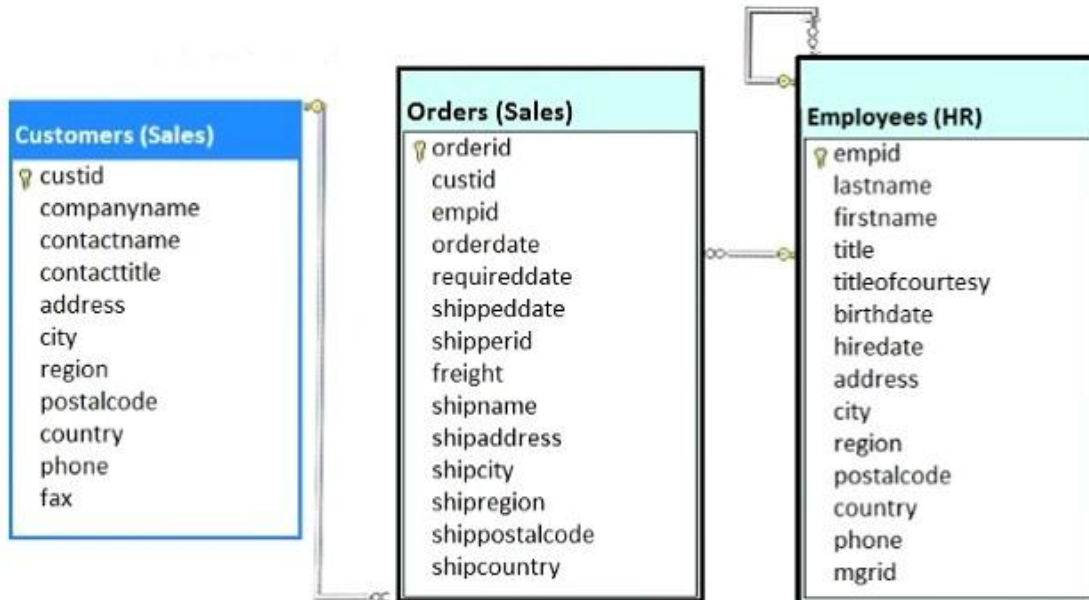 Customers (Sales)
custid
companyname
contactname
contacttitle
address
city
region
postalcode
country
phone
fax
Orders (Sales)
orderid
custid
empid
orderdate
requireddate
shippeddate
shipperid
freight
shipname
shipaddress
shipcity
shipregion
shippostalcode
shipcountry
Employees (HR)
empid
lastname
firstname
title
titleofcourtesy
birthdate
hiredate
address
city
region
postalcode
country
phone
mgrid